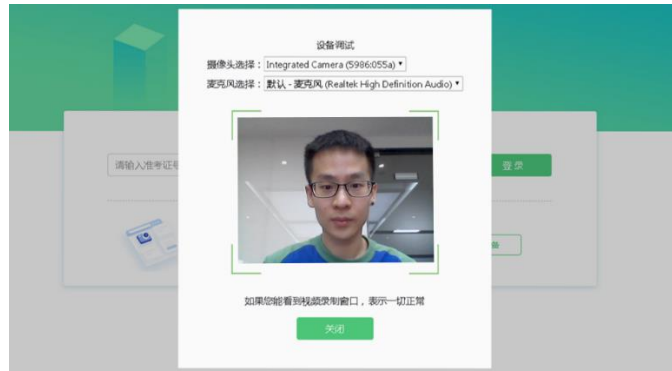 设备调试
摄像头选择：Integrated Camera (5986:055a)
麦克风选择：默认 - 麦克风 (Realtek High Definition Audio)
请输入准考证号
登录
备
如果您能看到视频录制窗口，表示一切正常
关闭